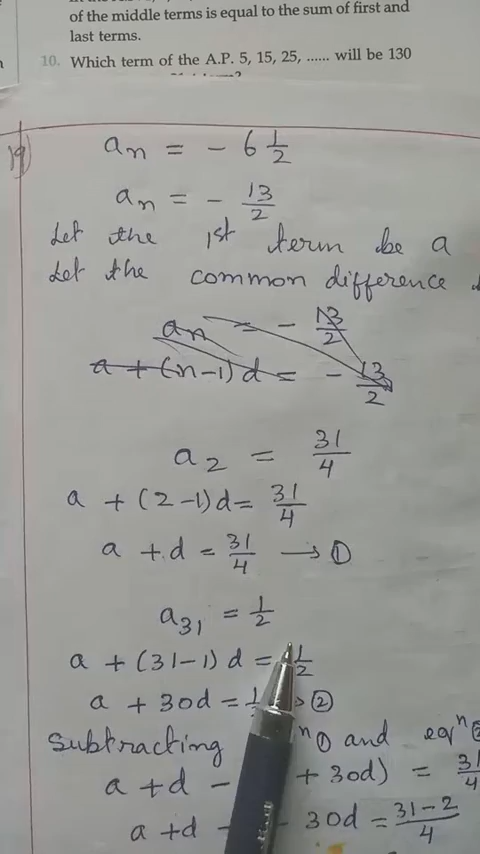 of the middle terms is equal to the sum of first and
last terms.
10. Which term of the A.P. 5, 15, 25, ...... will be 130
19)
an = - 6 1/2
an = - 13/2
Let the 1st term be a
Let the common difference
an = - 13/2
a + (n-1)d = - 13/2
a2 = 31/4
a + (2-1)d = 31/4
a + d = 31/4 → ①
a31 = 1/2
a + (31-1)d = 1/2
a + 30d = ②
Subtracting ① and eqn
a + d - + 30d) = 31/4
a + d - 30d = 31-2/4